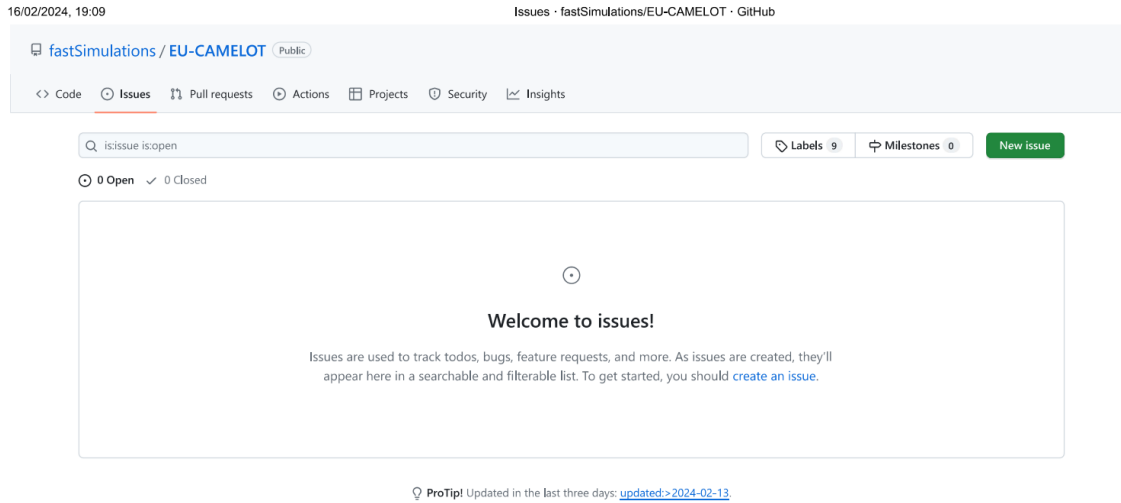 16/02/2024, 19:09 Issues · fastSimulations/EU-CAMELOT · GitHub
fastSimulations / EU-CAMELOT Public
Code Issues Pull requests Actions Projects Security Insights
is:issue is:open Labels 9 Milestones 0 New issue
0 Open 0 Closed
Welcome to issues!
Issues are used to track todos, bugs, feature requests, and more. As issues are created, they'll
appear here in a searchable and filterable list. To get started, you should create an issue.
ProTip! Updated in the last three days: updated:>2024-02-13.